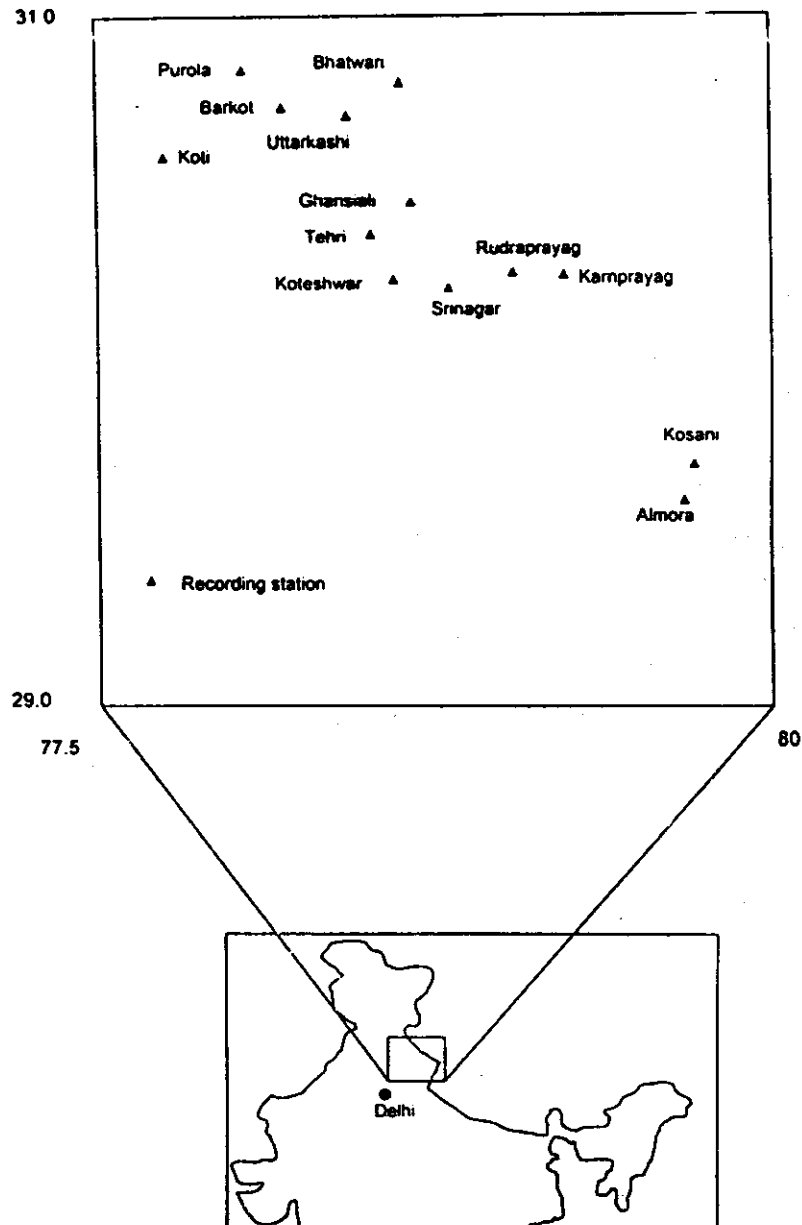 31 0
Purola
Bhatwari
Barkot
Uttarkashi
Koli
Ghansiali
Tehri
Rudraprayag
Koteshwar
Karnprayag
Srinagar
Kosani
Almora
Recording station
29.0
77.5
80
Delhi